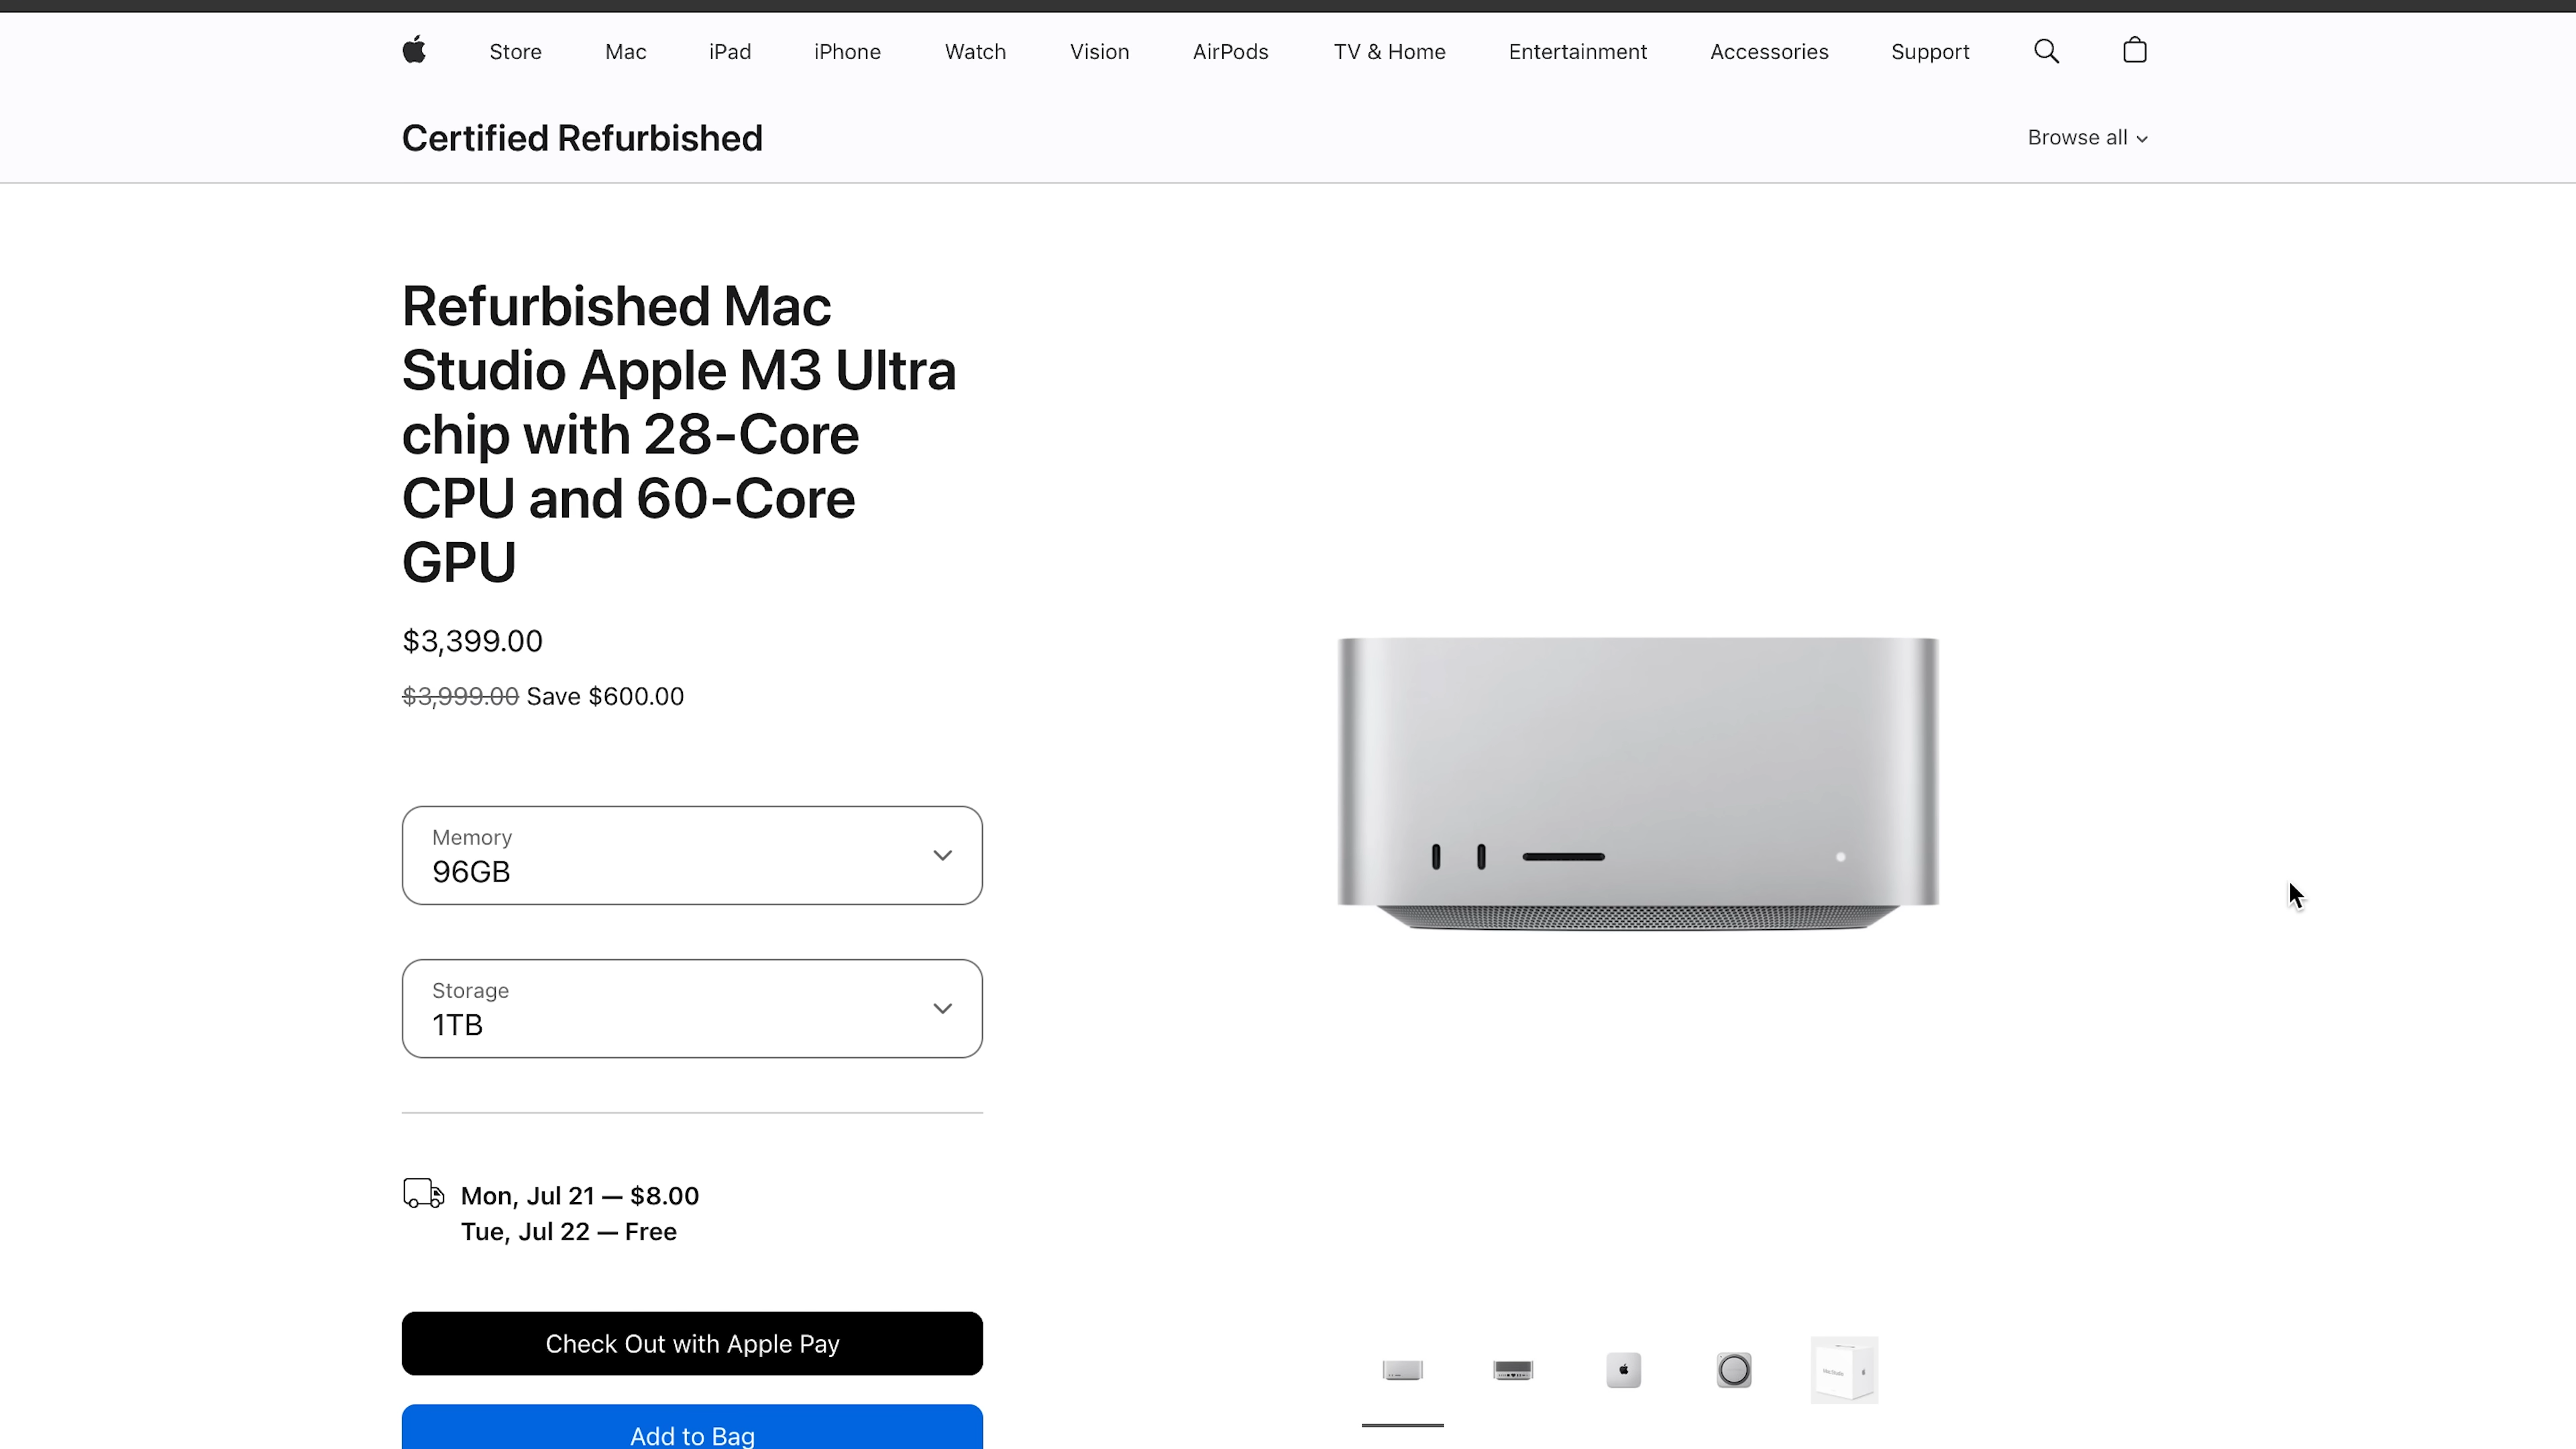 Store Mac iPad iPhone Watch Vision AirPods TV & Home Entertainment Accessories Support
Certified Refurbished
Browse all
Refurbished Mac
Studio Apple M3 Ultra
chip with 28-Core
CPU and 60-Core
GPU
$3,399.00
$3,999.00 Save $600.00
Memory
96GB
Storage
1TB
Mon, Jul 21 — $8.00
Tue, Jul 22 — Free
Check Out with Apple Pay
Add to Bag